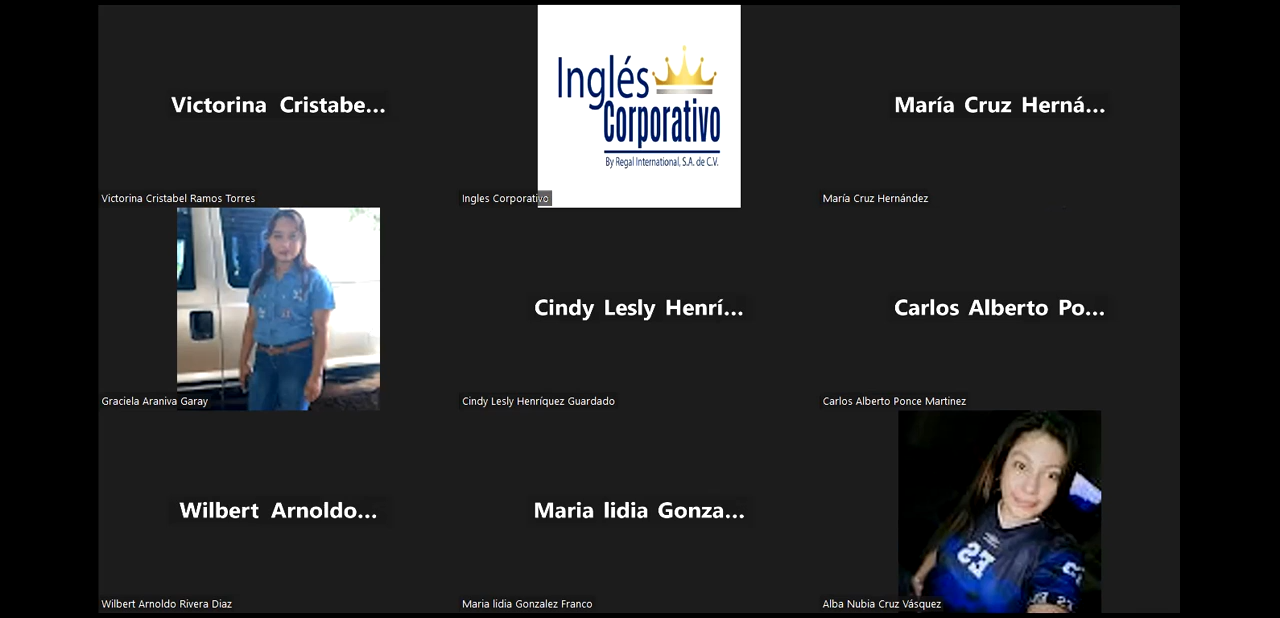 Victorina Cristabe...
Victorina Cristabel Ramos Torres
Inglés
Corporativo
By Regal International, S.A. de C.V.
Ingles Corporativo
María Cruz Herná...
María Cruz Hernández
Graciela Araniva Garay
Cindy Lesly Henrí...
Cindy Lesly Henríquez Guardado
Carlos Alberto Po...
Carlos Alberto Ponce Martinez
Wilbert Arnoldo...
Wilbert Arnoldo Rivera Diaz
Maria lidia Gonza...
Maria lidia Gonzalez Franco
Alba Nubia Cruz Vásquez